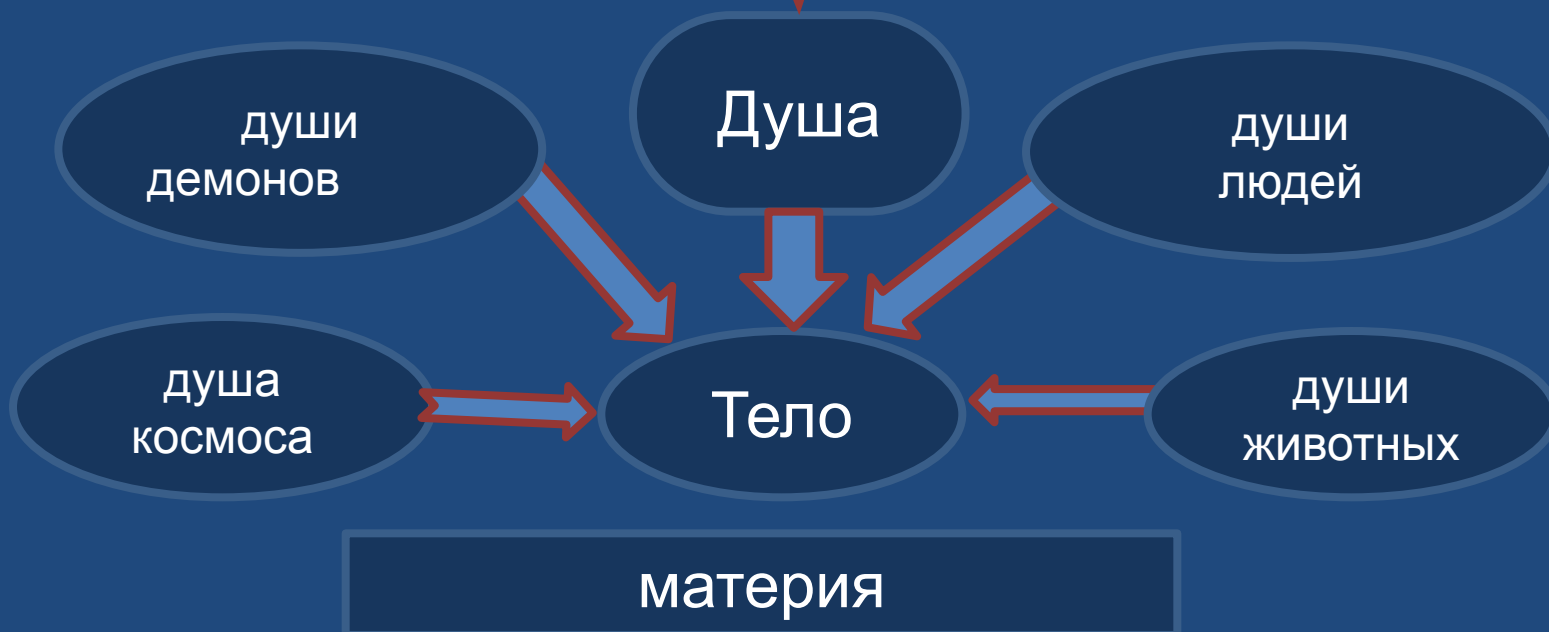 Душа
души
демонов
души
людей
душа
космоса
Тело
души
животных
материя